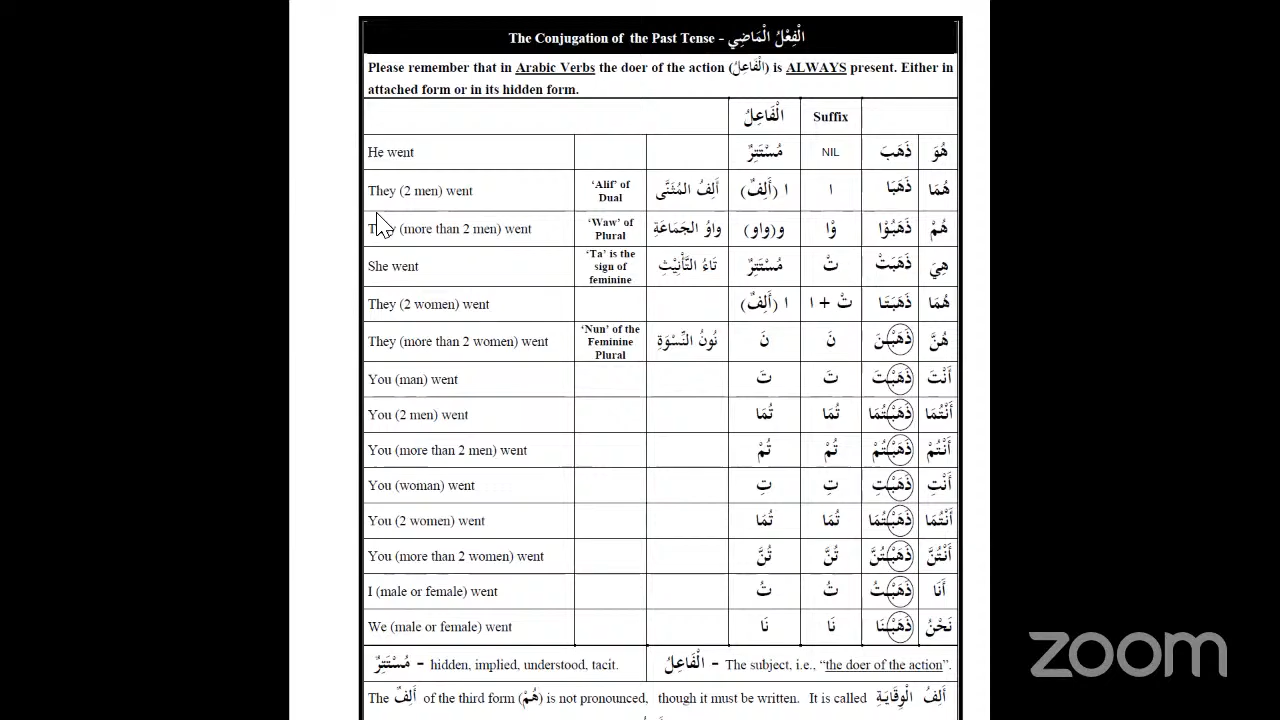 The Conjugation of the Past Tense - الْفِعْلُ الْمَاضِي
Please remember that in Arabic Verbs the doer of the action (الْفَاعِلُ) is ALWAYS present. Either in
attached form or in its hidden form.
الْفَاعِلُ Suffix
He went مُسْتَتِرٌ NIL ذَهَبَ هُوَ
They (2 men) went ‘Alif’ of Dual أَلِفُ المُثَنَّى ا (أَلِفٌ) ا ذَهَبَا هُمَا
(more than 2 men) went ‘Waw’ of Plural واوُ الجَمَاعَةِ و(واو) وْا ذَهَبُوْا هُمْ
She went ‘Ta’ is the sign of feminine تَاءُ التَّأْنِيْثِ مُسْتَتِرٌ تْ ذَهَبَتْ هِيَ
They (2 women) went ا (أَلِفٌ) تْ + ا ذَهَبَتَا هُمَا
They (more than 2 women) went ‘Nun’ of the Feminine Plural نُونُ النِّسْوَةِ نَ نَ ذَهَبْنَ هُنَّ
You (man) went تَ تَ ذَهَبْتَ أَنْتَ
You (2 men) went تُمَا تُمَا ذَهَبْتُمَا أَنْتُمَا
You (more than 2 men) went تُمْ تُمْ ذَهَبْتُمْ أَنْتُمْ
You (woman) went تِ تِ ذَهَبْتِ أَنْتِ
You (2 women) went تُمَا تُمَا ذَهَبْتُمَا أَنْتُمَا
You (more than 2 women) went تُنَّ تُنَّ ذَهَبْتُنَّ أَنْتُنَّ
I (male or female) went تُ تُ ذَهَبْتُ أَنَا
We (male or female) went نَا نَا ذَهَبْنَا نَحْنُ
مُسْتَتِرٌ – hidden, implied, understood, tacit. الْفَاعِلُ – The subject, i.e., “the doer of the action”.
The أَلِفٌ of the third form (هُمْ) is not pronounced, though it must be written. It is called أَلِفُ الْوِقَايَةِ
zoom